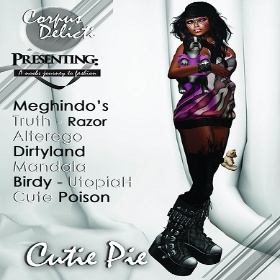 Corpus
Delicti
PRESENTING:
A noobs journey to fashion
Meghindo's
Truth - Razor
Alterego
Dirtyland
Mandala
Birdy - UtopiaH
Cute Poison
Cutie Pie